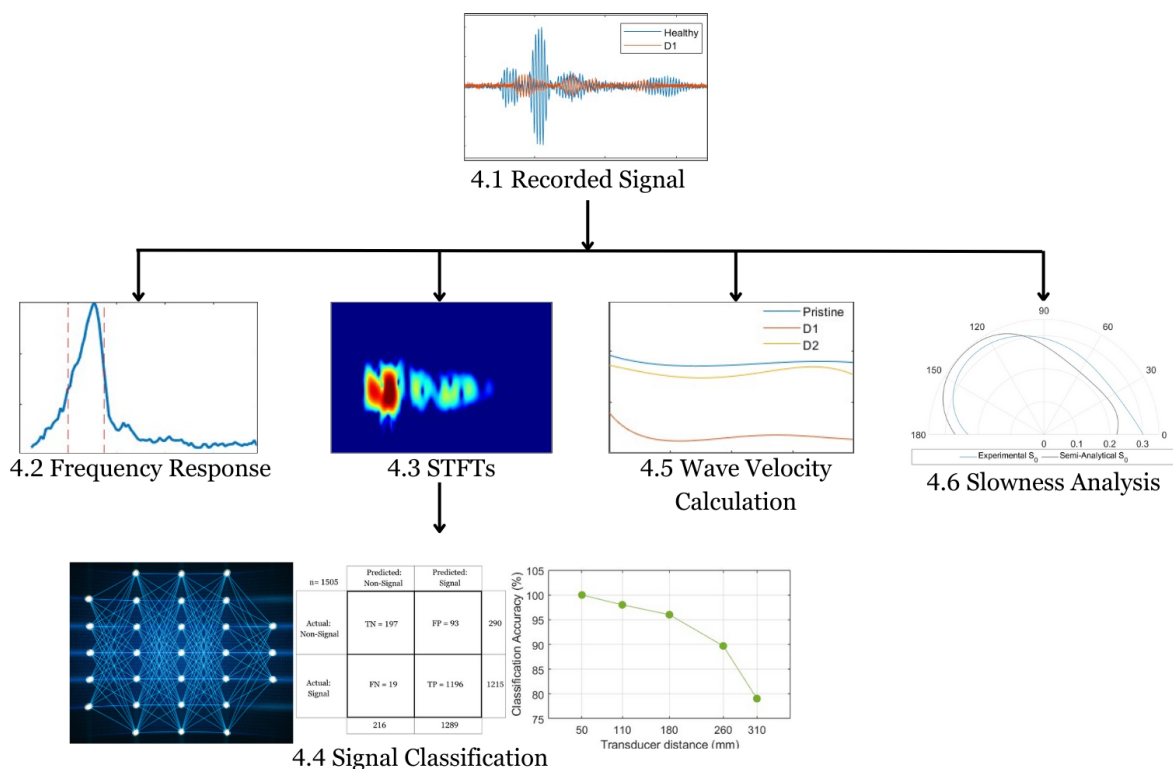 Healthy
D1
4.1 Recorded Signal
4.2 Frequency Response
4.3 STFTs
Pristine
D1
D2
4.5 Wave Velocity
Calculation
90
120
60
150
30
180
0
0.1
0.2
0.3
0
Experimental S0
Semi-Analytical S0
4.6 Slowness Analysis
n= 1505
Predicted:
Non-Signal
Predicted:
Signal
Actual:
Non-Signal
TN = 197
FP = 93
290
Actual:
Signal
FN = 19
TP = 1196
1215
216
1289
Classification Accuracy (%)
105
100
95
90
85
80
75
50
110
180
260
310
Transducer distance (mm)
4.4 Signal Classification